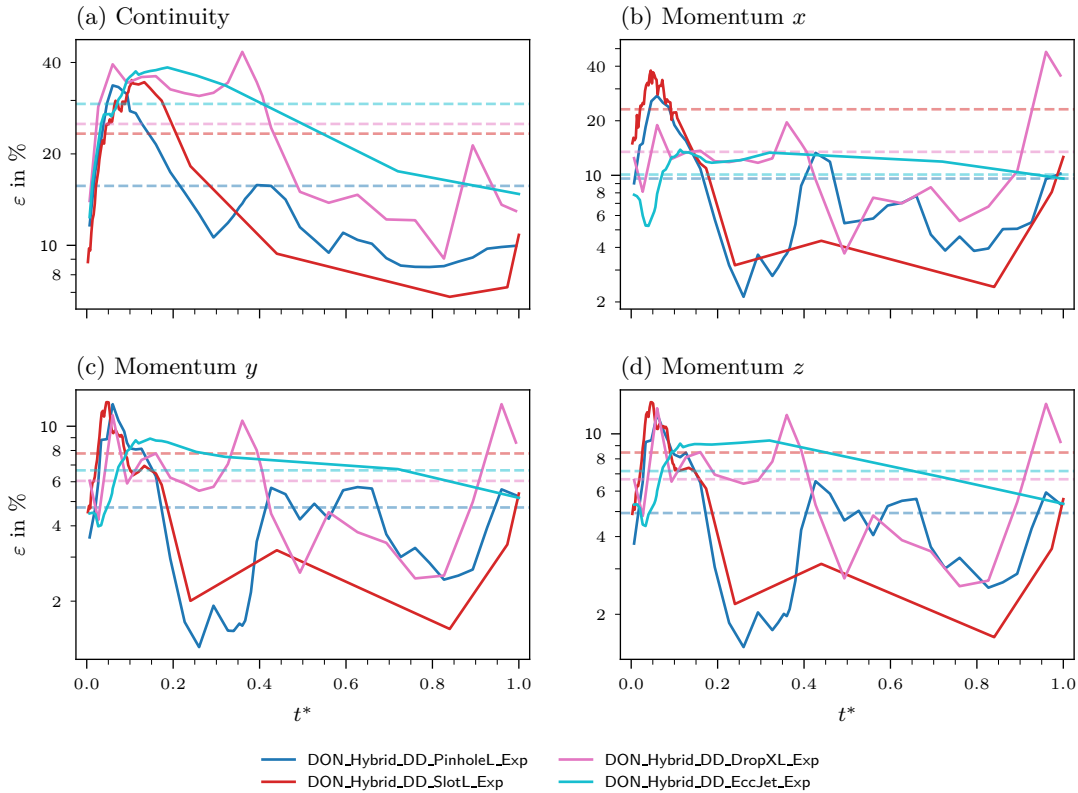 (a) Continuity
(b) Momentum x
ε in %
40
20
10
8
40
20
10
8
6
4
2
(c) Momentum y
(d) Momentum z
ε in %
10
8
6
4
2
10
8
6
4
2
0.0 0.2 0.4 0.6 0.8 1.0
0.0 0.2 0.4 0.6 0.8 1.0
t*
t*
DON_Hybrid_DD_PinholeL_Exp
DON_Hybrid_DD_DropXL_Exp
DON_Hybrid_DD_SlotL_Exp
DON_Hybrid_DD_EccJet_Exp